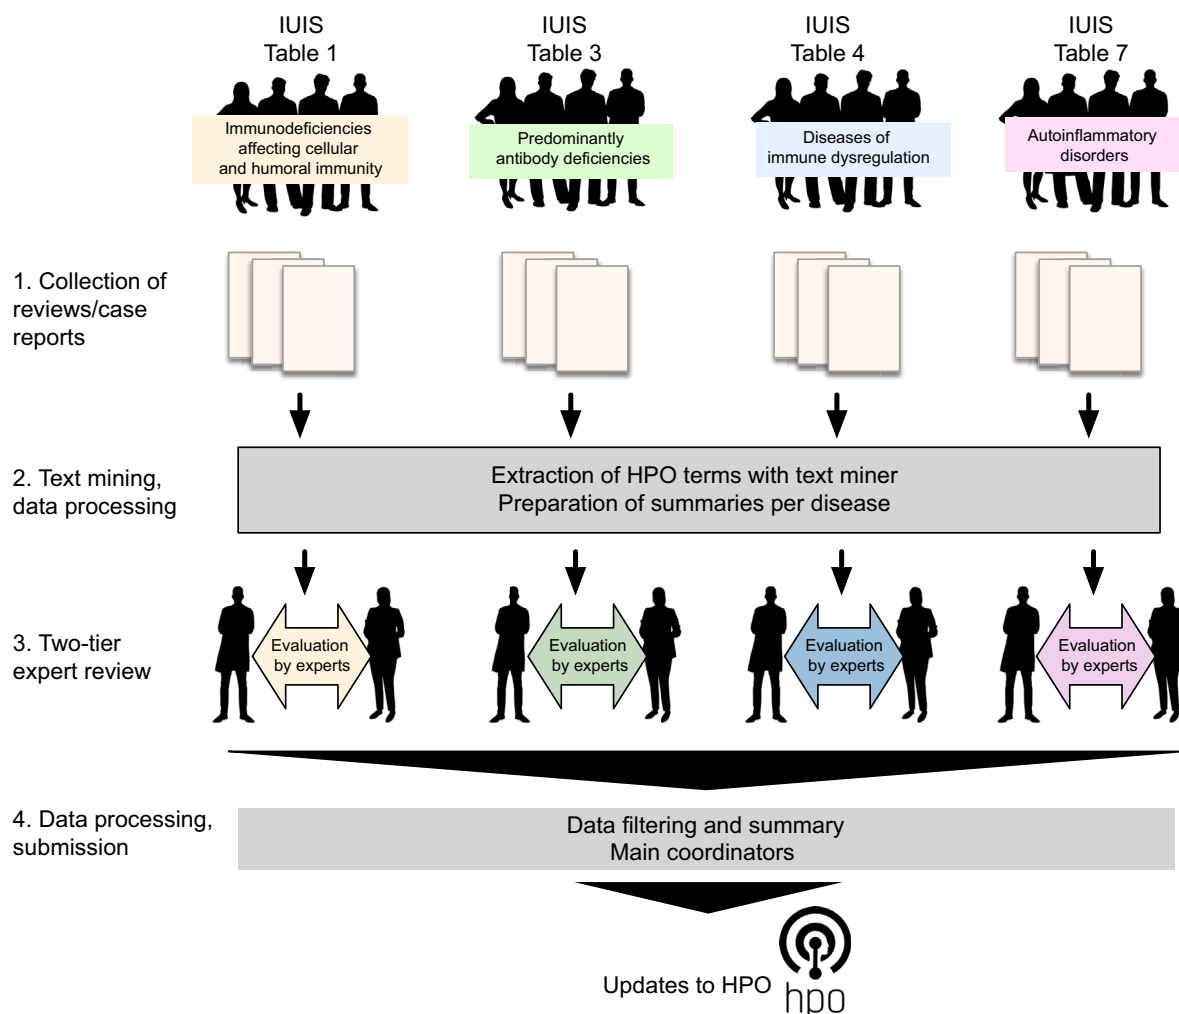 IUIS
Table 1
IUIS
Table 3
IUIS
Table 4
IUIS
Table 7
Immunodeficiencies
affecting cellular
and humoral immunity
Predominantly
antibody deficiencies
Diseases of
immune dysregulation
Autoinflammatory
disorders
1. Collection of
reviews/case
reports
2. Text mining,
data processing
Extraction of HPO terms with text miner
Preparation of summaries per disease
3. Two-tier
expert review
Evaluation
by experts
Evaluation
by experts
Evaluation
by experts
Evaluation
by experts
4. Data processing,
submission
Data filtering and summary
Main coordinators
Updates to HPO
hpo